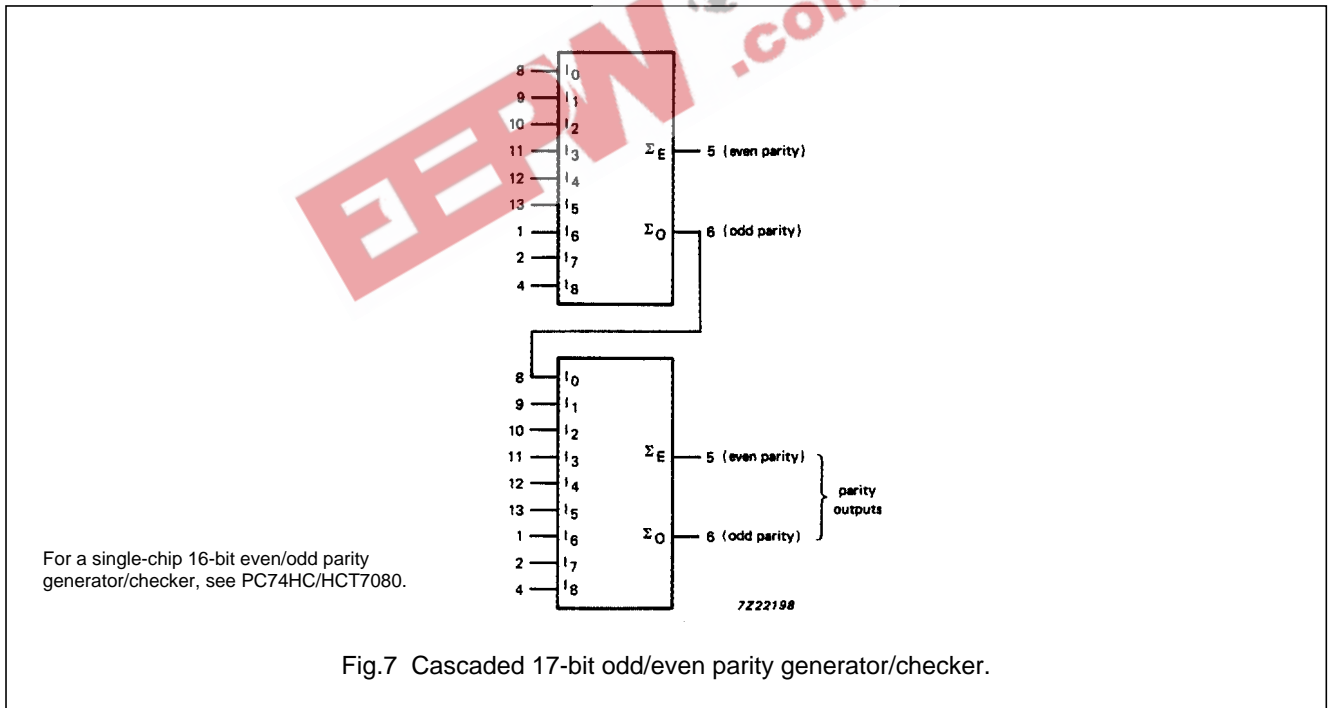 EEPW .com
8 I0
9 I1
10 I2
11 I3
12 I4
13 I5
1 I6
2 I7
4 I8
ΣE 5 (even parity)
ΣO 6 (odd parity)
8 I0
9 I1
10 I2
11 I3
12 I4
13 I5
1 I6
2 I7
4 I8
ΣE 5 (even parity)
ΣO 6 (odd parity)
parity
outputs
For a single-chip 16-bit even/odd parity
generator/checker, see PC74HC/HCT7080.
7Z22198
Fig.7 Cascaded 17-bit odd/even parity generator/checker.